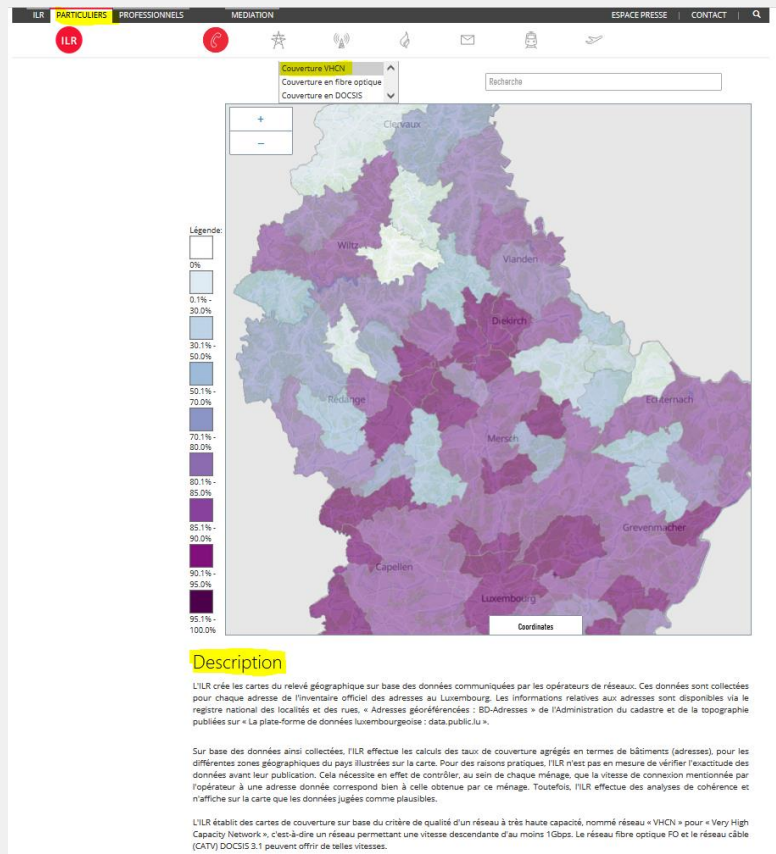 ILR PARTICULIERS PROFESSIONNELS MEDIATION ESPACE PRESSE | CONTACT |
ILR
Couverture VHCN
Couverture en fibre optique
Couverture en DOCSIS
Recherche
+
−
Clervaux
Légende:
Wiltz
0%
Vianden
0.1% -
30.0%
Diekirch
30.1% -
50.0%
50.1% -
70.0%
Redange
Echternach
70.1% -
80.0%
Mersch
80.1% -
85.0%
85.1% -
90.0%
Grevenmacher
90.1% -
95.0%
Capellen
Luxembourg
95.1% -
100.0%
Coordinates
Description
L'ILR crée les cartes du relevé géographique sur base des données communiquées par les opérateurs de réseaux. Ces données sont collectées
pour chaque adresse de l'inventaire officiel des adresses au Luxembourg. Les informations relatives aux adresses sont disponibles via le
registre national des localités et des rues, « Adresses géoréférencées : BD-Adresses » de l'Administration du cadastre et de la topographie
publiées sur « La plate-forme de données luxembourgeoise : data.public.lu ».
Sur base des données ainsi collectées, l'ILR effectue les calculs des taux de couverture agrégés en termes de bâtiments (adresses), pour les
différentes zones géographiques du pays illustrées sur la carte. Pour des raisons pratiques, l'ILR n'est pas en mesure de vérifier l'exactitude des
données avant leur publication. Cela nécessite en effet de contrôler, au sein de chaque ménage, que la vitesse de connexion mentionnée par
l'opérateur à une adresse donnée correspond bien à celle obtenue par ce ménage. Toutefois, l'ILR effectue des analyses de cohérence et
n'affiche sur la carte que les données jugées comme plausibles.
L'ILR établit des cartes de couverture sur base du critère de qualité d'un réseau à très haute capacité, nommé réseau « VHCN » pour « Very High
Capacity Network », c'est-à-dire un réseau permettant une vitesse descendante d'au moins 1Gbps. Le réseau fibre optique FO et le réseau câble
(CATV) DOCSIS 3.1 peuvent offrir de telles vitesses.